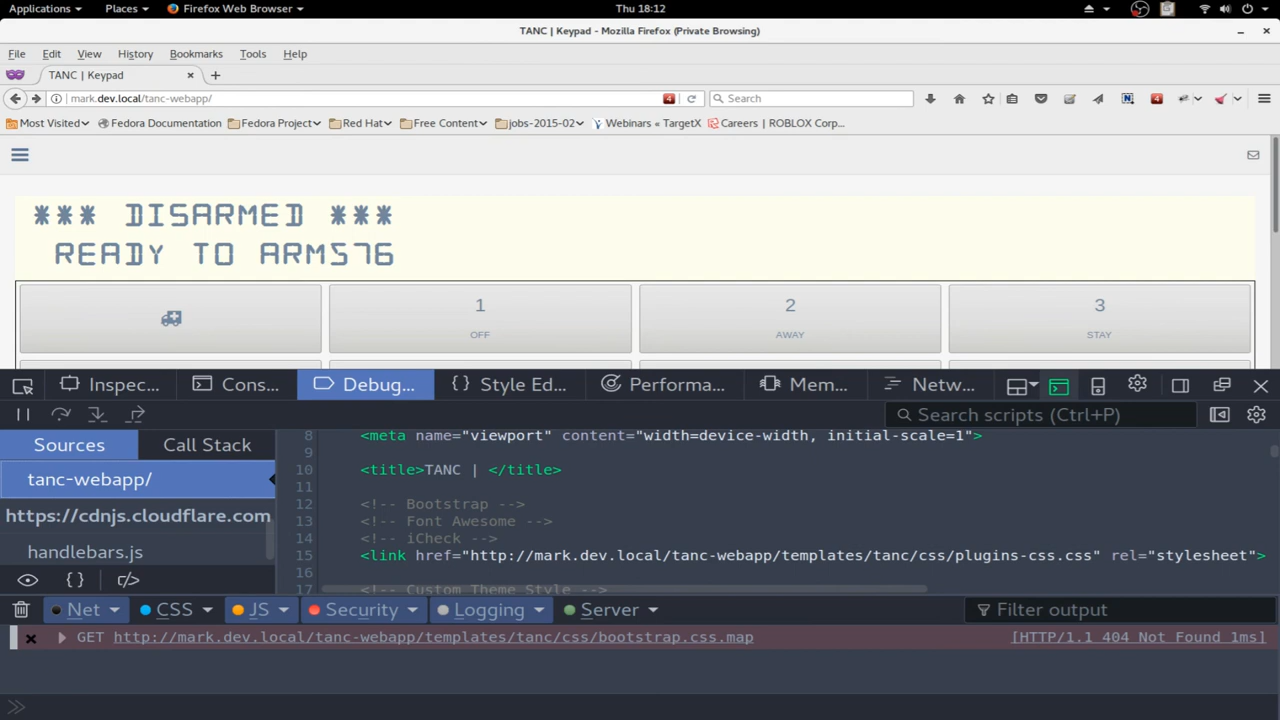 Applications Places Firefox Web Browser Thu 18:12
TANC | Keypad - Mozilla Firefox (Private Browsing)
File Edit View History Bookmarks Tools Help
TANC | Keypad
mark.dev.local/tanc-webapp/ 4 Search 4
Most Visited Fedora Documentation Fedora Project Red Hat Free Content jobs-2015-02 Webinars « TargetX Careers | ROBLOX Corp...
*** DISARMED ***
READY TO ARMS76
1 2 3
OFF AWAY STAY
Inspec... Cons... Debug... Style Ed... Performa... Mem... Netw...
Search scripts (Ctrl+P)
Sources Call Stack
tanc-webapp/
https://cdnjs.cloudflare.com
handlebars.js
8 <meta name="viewport" content="width=device-width, initial-scale=1">
9
10 <title>TANC | </title>
11
12 <!-- Bootstrap -->
13 <!-- Font Awesome -->
14 <!-- iCheck -->
15 <link href="http://mark.dev.local/tanc-webapp/templates/tanc/css/plugins-css.css" rel="stylesheet">
16
17 <!-- Custom Theme Style -->
Net CSS JS Security Logging Server Filter output
GET http://mark.dev.local/tanc-webapp/templates/tanc/css/bootstrap.css.map [HTTP/1.1 404 Not Found 1ms]